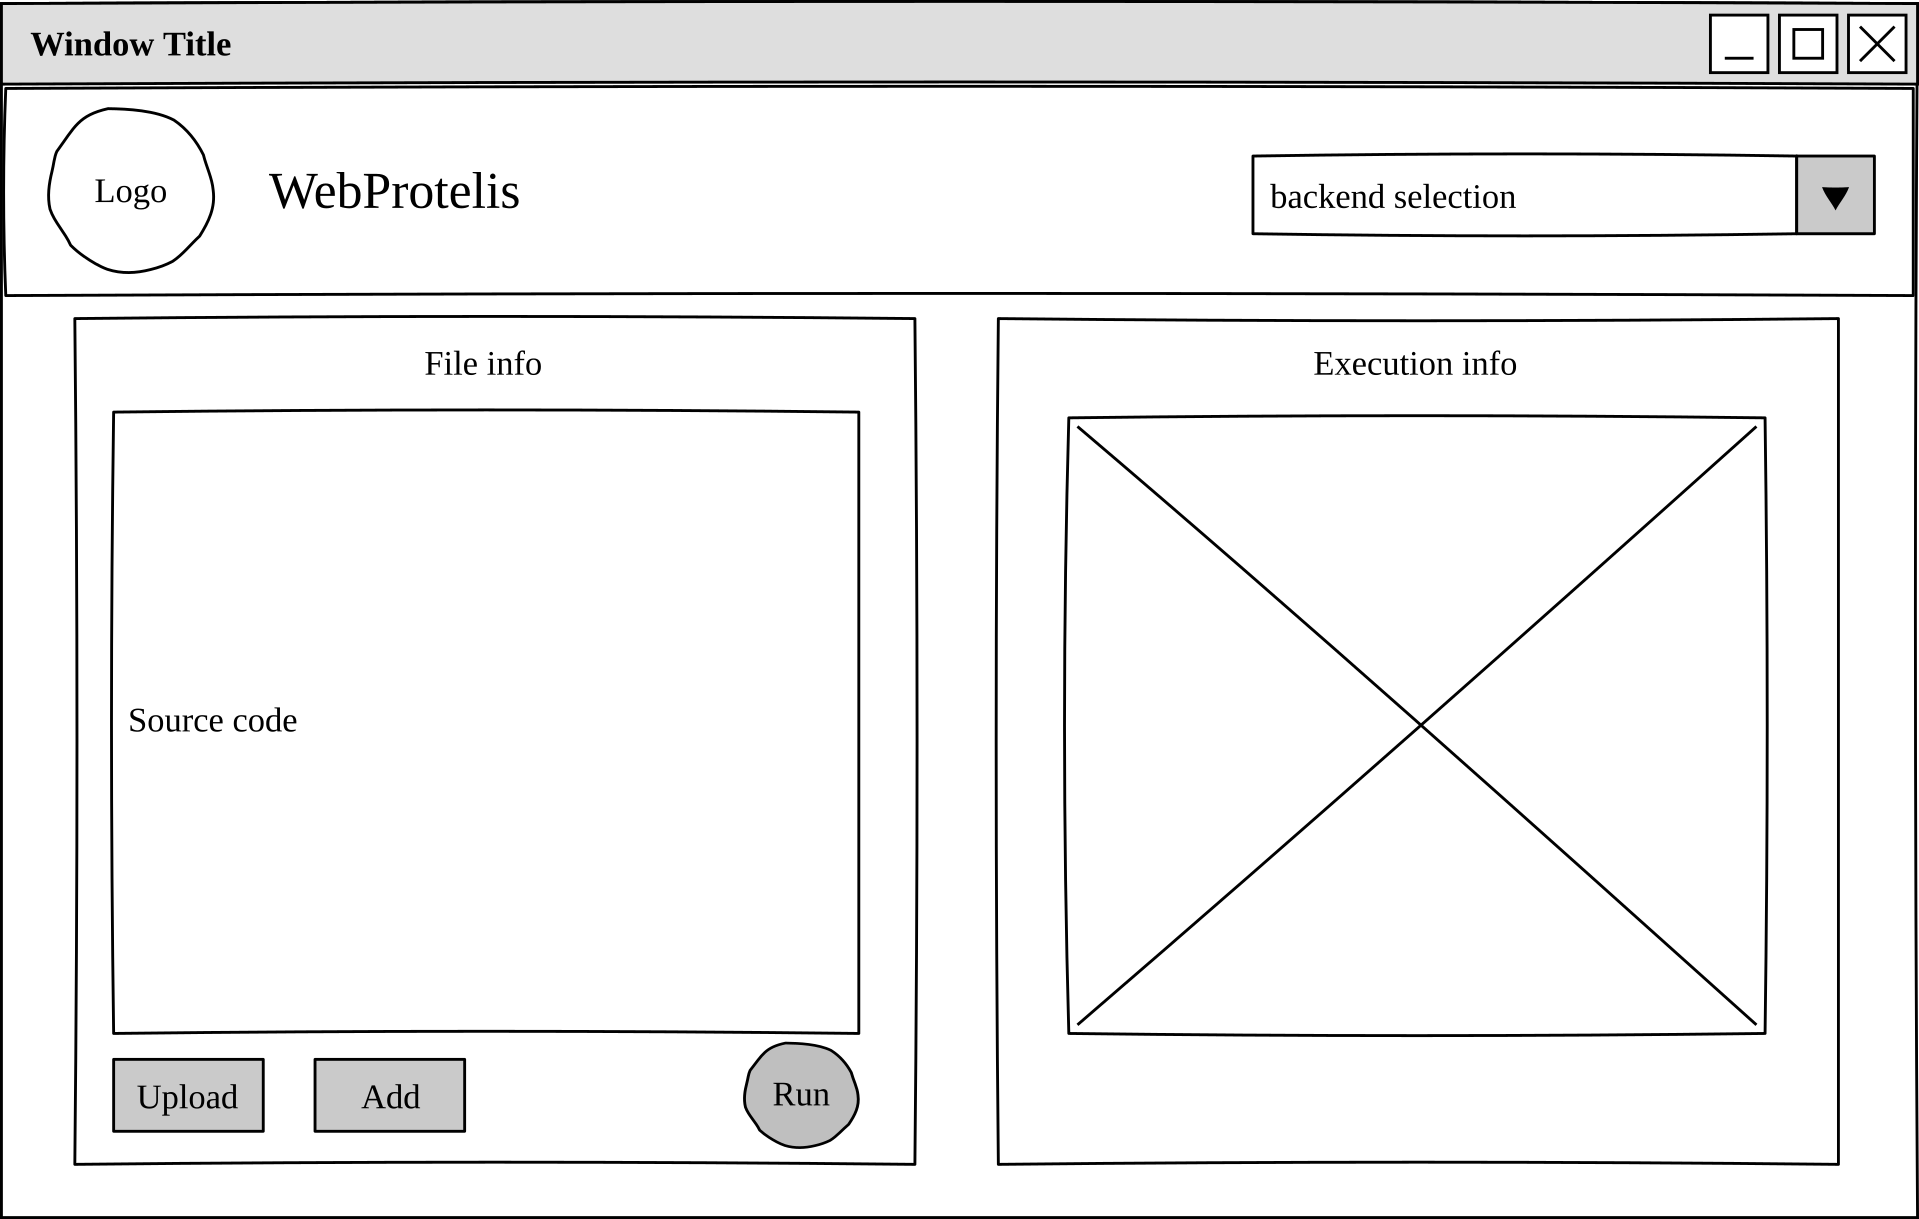 Window Title
Logo
WebProtelis
backend selection
File info
Source code
Upload
Add
Run
Execution info